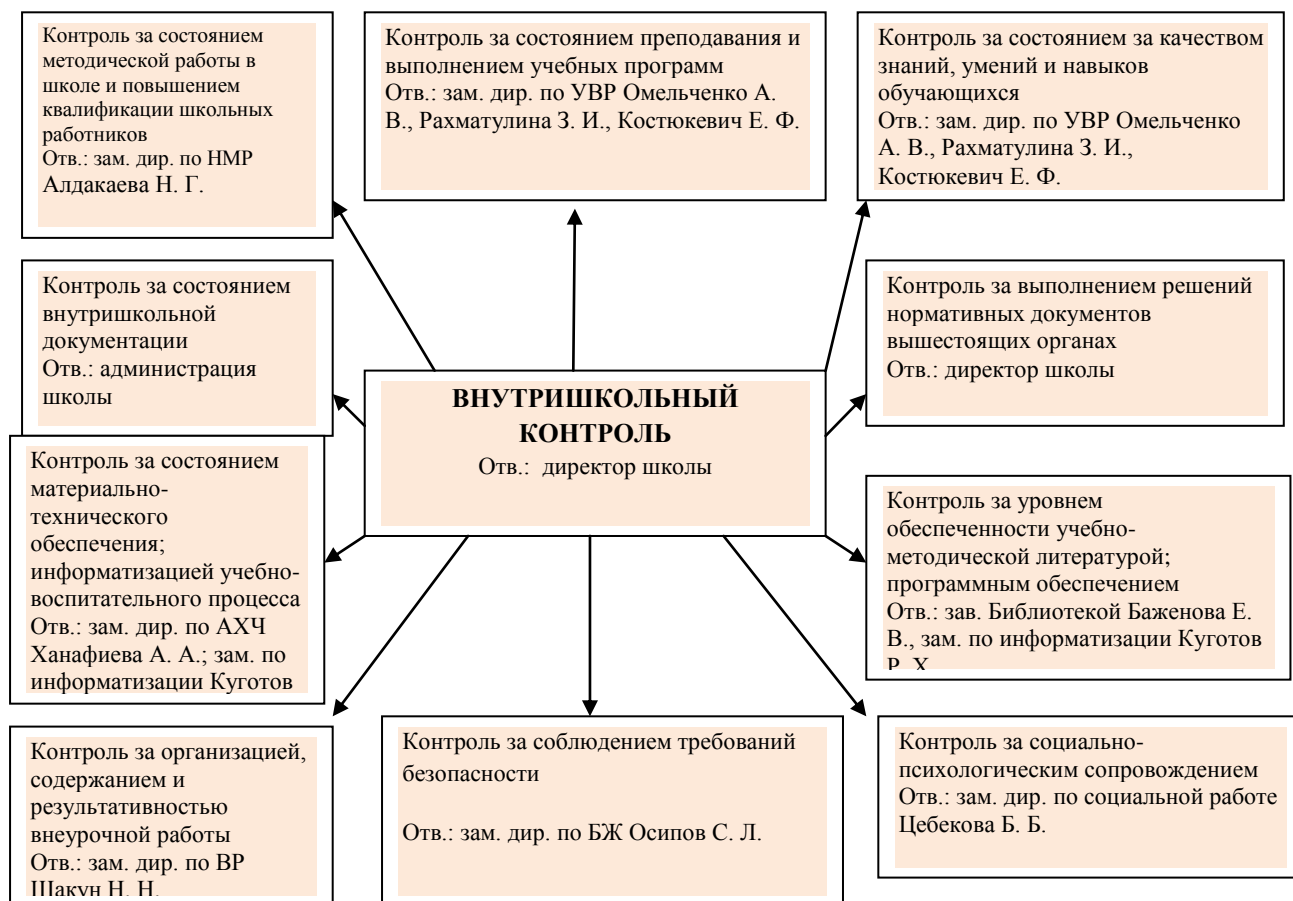 Контроль за состоянием
методической работы в
школе и повышением
квалификации школьных
работников
Отв.: зам. дир. по НМР
Алдакаева Н. Г.
Контроль за состоянием преподавания и
выполнением учебных программ
Отв.: зам. дир. по УВР Омельченко А.
В., Рахматулина З. И., Костюкевич Е. Ф.
Контроль за состоянием за качеством
знаний, умений и навыков
обучающихся
Отв.: зам. дир. по УВР Омельченко
А. В., Рахматулина З. И.,
Костюкевич Е. Ф.
Контроль за состоянием
внутришкольной
документации
Отв.: администрация
школы
ВНУТРИШКОЛЬНЫЙ
КОНТРОЛЬ
Отв.: директор школы
Контроль за выполнением решений
нормативных документов
вышестоящих органах
Отв.: директор школы
Контроль за состоянием
материально-
технического
обеспечения;
информатизацией учебно-
воспитательного процесса
Отв.: зам. дир. по АХЧ
Ханафиева А. А.; зам. по
информатизации Куготов
Контроль за уровнем
обеспеченности учебно-
методической литературой;
программным обеспечением
Отв.: зав. Библиотекой Баженова Е.
В., зам. по информатизации Куготов
Р. Х
Контроль за организацией,
содержанием и
результативностью
внеурочной работы
Отв.: зам. дир. по ВР
Шакун Н. Н.
Контроль за соблюдением требований
безопасности
Отв.: зам. дир. по БЖ Осипов С. Л.
Контроль за социально-
психологическим сопровождением
Отв.: зам. дир. по социальной работе
Цебекова Б. Б.